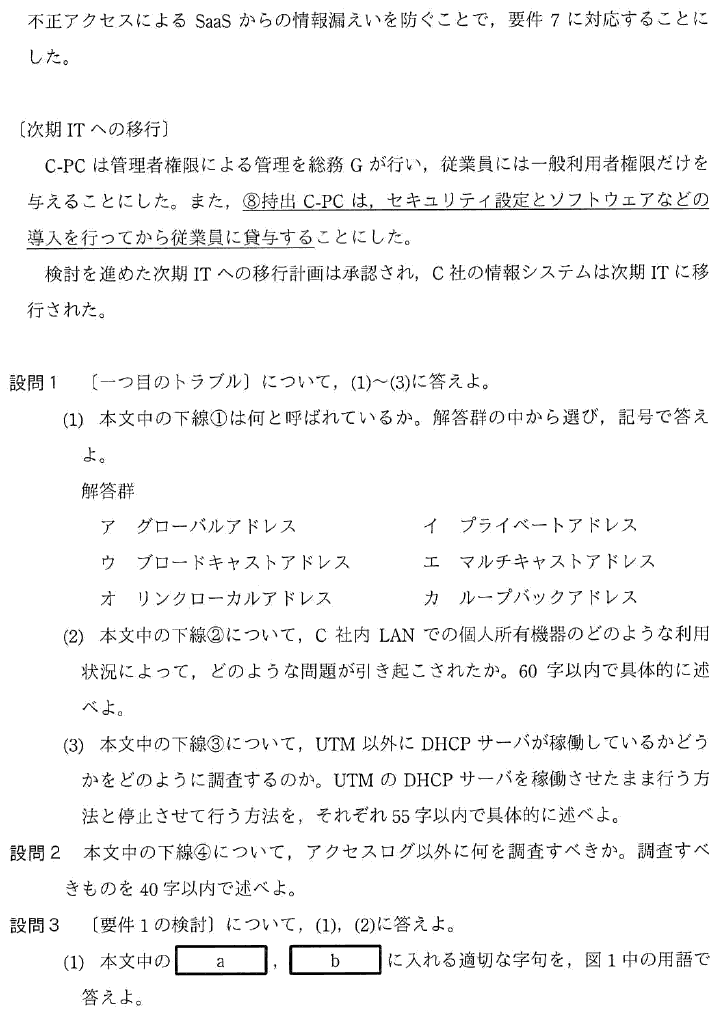 不正アクセスによる SaaS からの情報漏えいを防ぐことで，要件 7 に対応することに
した。
〔次期 IT への移行〕
C-PC は管理者権限による管理を総務 G が行い，従業員には一般利用者権限だけを
与えることにした。また，⑧持出 C-PC は，セキュリティ設定とソフトウェアなどの
導入を行ってから従業員に貸与することにした。
検討を進めた次期 IT への移行計画は承認され，C 社の情報システムは次期 IT に移
行された。
設問1 〔一つ目のトラブル〕について，(1)～(3)に答えよ。
(1) 本文中の下線①は何と呼ばれているか。解答群の中から選び，記号で答え
よ。
解答群
ア グローバルアドレス イ プライベートアドレス
ウ ブロードキャストアドレス エ マルチキャストアドレス
オ リンクローカルアドレス カ ループバックアドレス
(2) 本文中の下線②について，C 社内 LAN での個人所有機器のどのような利用
状況によって，どのような問題が引き起こされたか。60 字以内で具体的に述
べよ。
(3) 本文中の下線③について，UTM 以外に DHCP サーバが稼働しているかどう
かをどのように調査するのか。UTM の DHCP サーバを稼働させたまま行う方
法と停止させて行う方法を，それぞれ 55 字以内で具体的に述べよ。
設問2 本文中の下線④について，アクセスログ以外に何を調査すべきか。調査すべ
きものを 40 字以内で述べよ。
設問3 〔要件 1 の検討〕について，(1)，(2)に答えよ。
(1) 本文中の a ， b に入れる適切な字句を，図 1 中の用語で
答えよ。